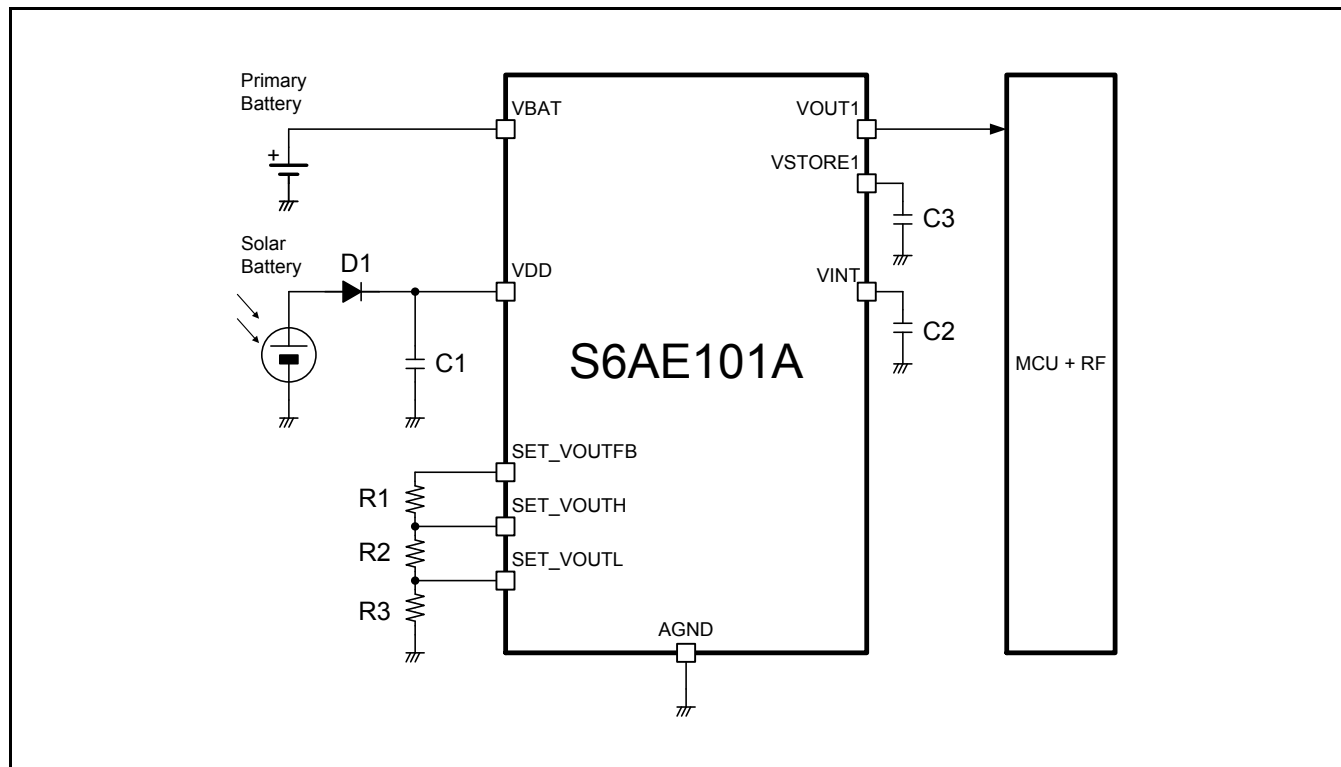 Primary
Battery
+
VBAT
VOUT1
VSTORE1
C3
Solar
Battery
D1
VDD
VINT
C1
C2
S6AE101A
MCU + RF
SET_VOUTFB
R1
SET_VOUTH
R2
SET_VOUTL
R3
AGND